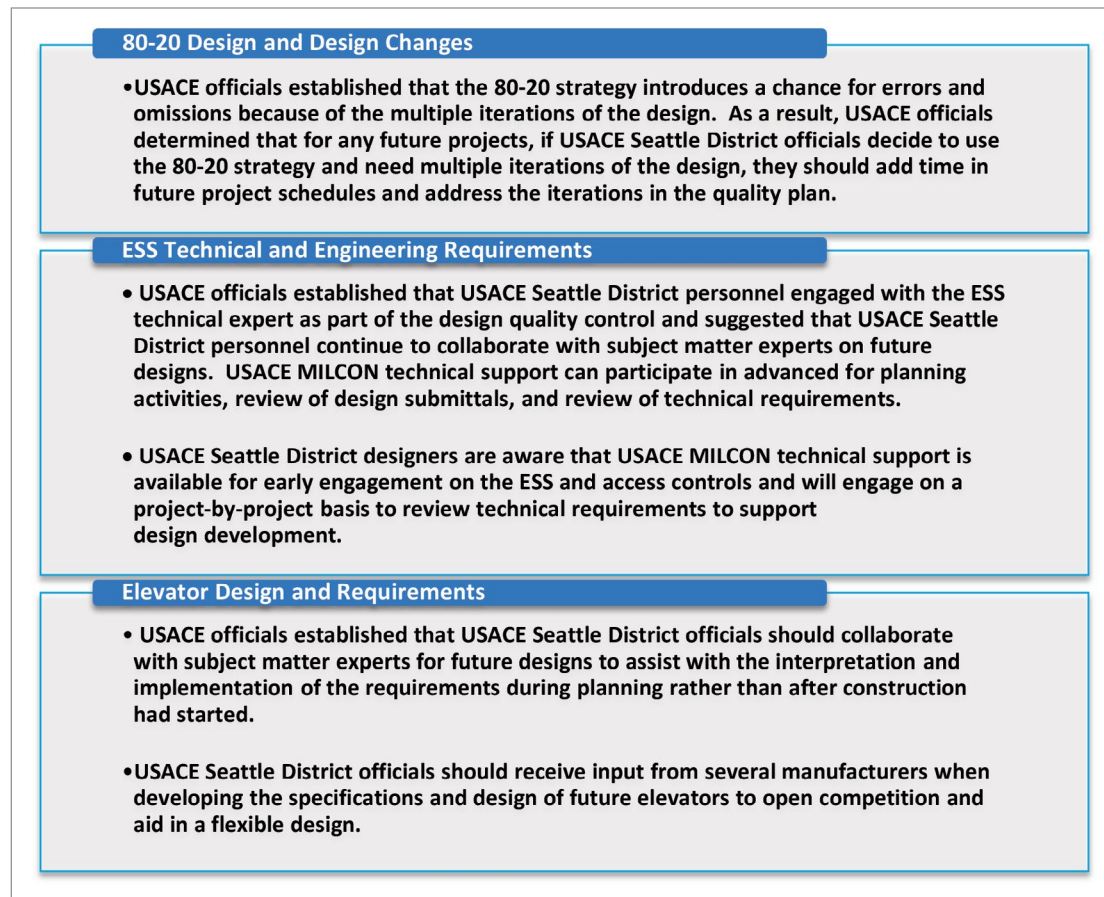 80-20 Design and Design Changes
•USACE officials established that the 80-20 strategy introduces a chance for errors and
omissions because of the multiple iterations of the design.  As a result, USACE officials
determined that for any future projects, if USACE Seattle District officials decide to use
the 80-20 strategy and need multiple iterations of the design, they should add time in
future project schedules and address the iterations in the quality plan.
ESS Technical and Engineering Requirements
• USACE officials established that USACE Seattle District personnel engaged with the ESS
technical expert as part of the design quality control and suggested that USACE Seattle
District personnel continue to collaborate with subject matter experts on future
designs.  USACE MILCON technical support can participate in advanced for planning
activities, review of design submittals, and review of technical requirements.
• USACE Seattle District designers are aware that USACE MILCON technical support is
available for early engagement on the ESS and access controls and will engage on a
project-by-project basis to review technical requirements to support
design development.
Elevator Design and Requirements
• USACE officials established that USACE Seattle District officials should collaborate
with subject matter experts for future designs to assist with the interpretation and
implementation of the requirements during planning rather than after construction
had started.
•USACE Seattle District officials should receive input from several manufacturers when
developing the specifications and design of future elevators to open competition and
aid in a flexible design.